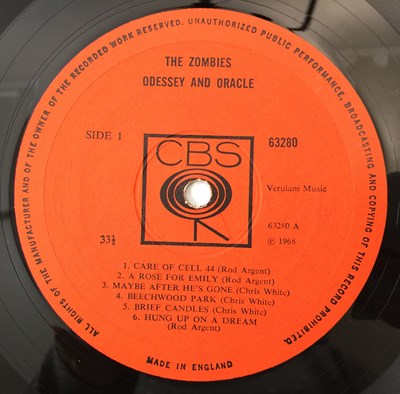 ALL RIGHTS OF THE MANUFACTURER AND OF THE OWNER OF THE RECORDED WORK RESERVED. UNAUTHORIZED PUBLIC PERFORMANCE, BROADCASTING AND COPYING OF THIS RECORD PROHIBITED.
THE ZOMBIES
ODESSEY AND ORACLE
SIDE 1
CBS
63280
Verulam Music
63280 A
33⅓
℗ 1968
1. CARE OF CELL 44 (Rod Argent)
2. A ROSE FOR EMILY (Rod Argent)
3. MAYBE AFTER HE'S GONE (Chris White)
4. BEECHWOOD PARK (Chris White)
5. BRIEF CANDLES (Chris White)
6. HUNG UP ON A DREAM
(Rod Argent)
MADE IN ENGLAND